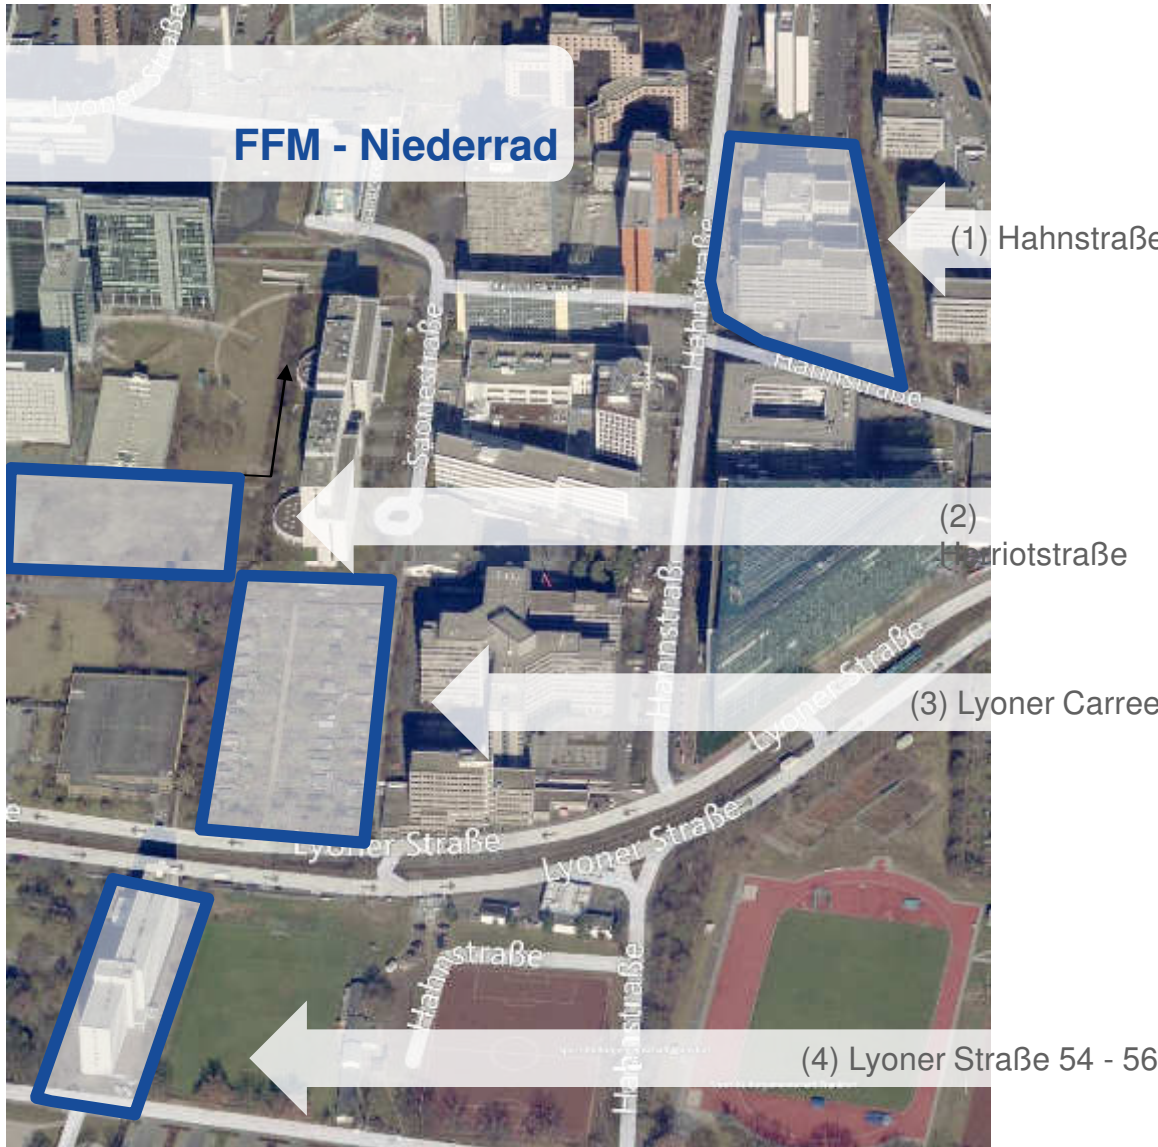 Lyoner Straße
FFM - Niederrad
Hahnstraße
(1) Hahnstraße
Saonestraße
Hahnstraße
Hahnstraße
(2)
Herriotstraße
Hahnstraße
Lyoner Straße
(3) Lyoner Carree
Lyoner Straße
Lyoner Straße
Hahnstraße
Hahnstraße
(4) Lyoner Straße 54 - 56